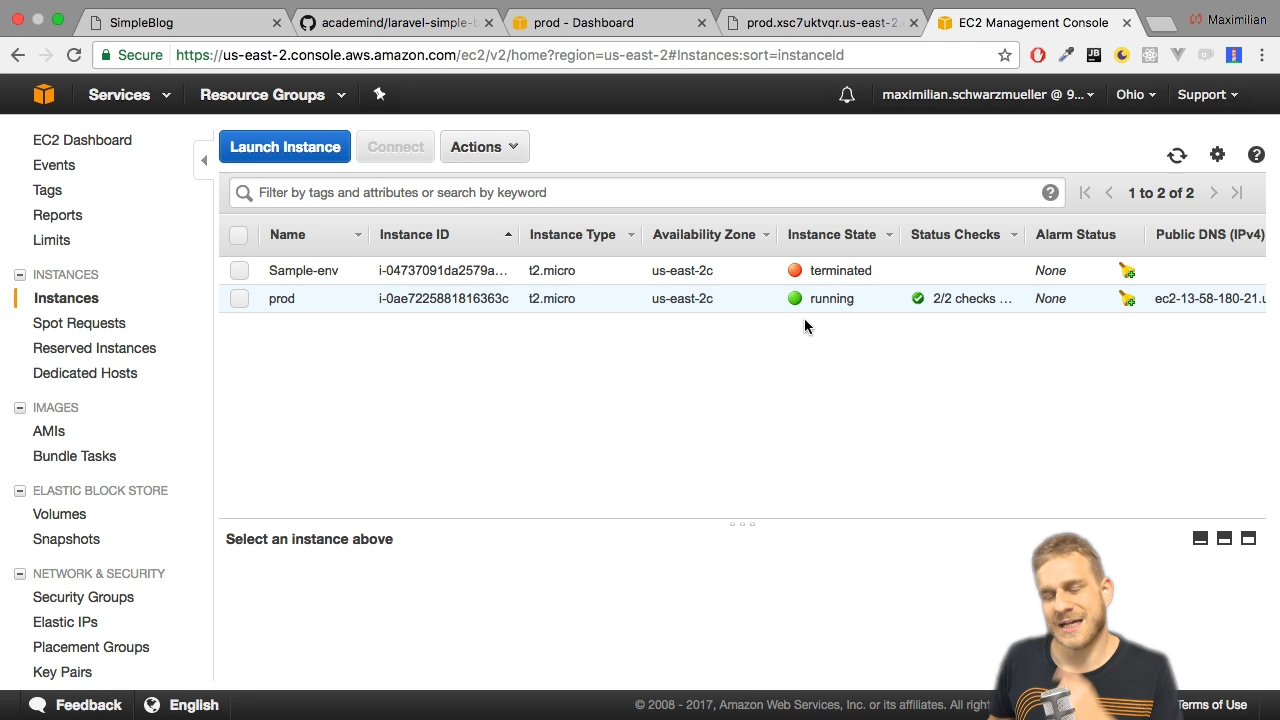 SimpleBlog
academind/laravel-simple-b
prod - Dashboard
prod.xsc7uktvqr.us-east-2.
EC2 Management Console
Maximilian
Secure https://us-east-2.console.aws.amazon.com/ec2/v2/home?region=us-east-2#Instances:sort=instanceId
Services
Resource Groups
maximilian.schwarzmueller @ 9...
Ohio
Support
EC2 Dashboard
Events
Tags
Reports
Limits
INSTANCES
Instances
Spot Requests
Reserved Instances
Dedicated Hosts
IMAGES
AMIs
Bundle Tasks
ELASTIC BLOCK STORE
Volumes
Snapshots
NETWORK & SECURITY
Security Groups
Elastic IPs
Placement Groups
Key Pairs
Launch Instance
Connect
Actions
Filter by tags and attributes or search by keyword
1 to 2 of 2
Name Instance ID Instance Type Availability Zone Instance State Status Checks Alarm Status Public DNS (IPv4)
Sample-env i-04737091da2579a... t2.micro us-east-2c terminated None
prod i-0ae7225881816363c t2.micro us-east-2c running 2/2 checks ... None ec2-13-58-180-21.u
Select an instance above
Feedback
English
© 2008 - 2017, Amazon Web Services, Inc. or its affiliates. All righ
Terms of Use